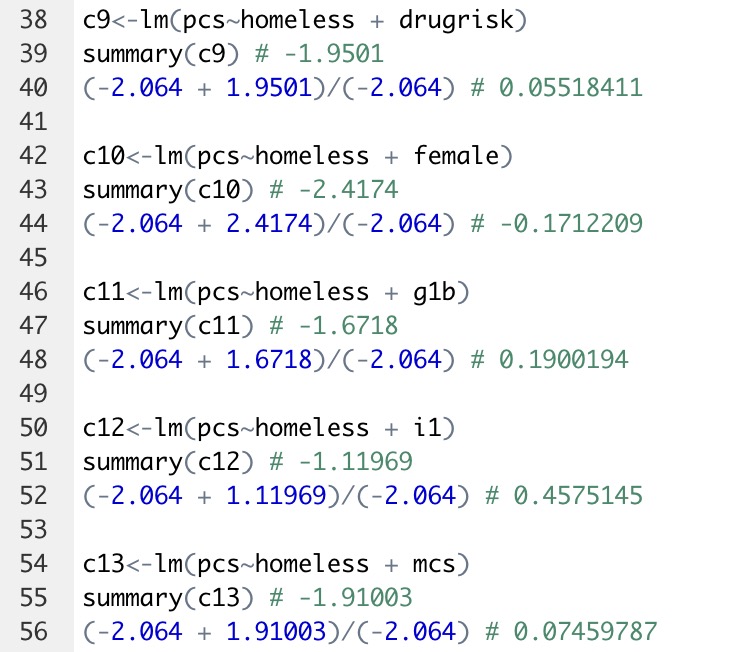 38 c9<-lm(pcs~homeless + drugrisk)
39 summary(c9) # -1.9501
40 (-2.064 + 1.9501)/(-2.064) # 0.05518411
41
42 c10<-lm(pcs~homeless + female)
43 summary(c10) # -2.4174
44 (-2.064 + 2.4174)/(-2.064) # -0.1712209
45
46 c11<-lm(pcs~homeless + g1b)
47 summary(c11) # -1.6718
48 (-2.064 + 1.6718)/(-2.064) # 0.1900194
49
50 c12<-lm(pcs~homeless + i1)
51 summary(c12) # -1.11969
52 (-2.064 + 1.11969)/(-2.064) # 0.4575145
53
54 c13<-lm(pcs~homeless + mcs)
55 summary(c13) # -1.91003
56 (-2.064 + 1.91003)/(-2.064) # 0.07459787